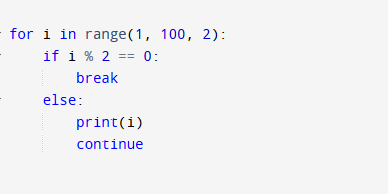 for i in range(1, 100, 2):
    if i % 2 == 0:
        break
    else:
        print(i)
        continue